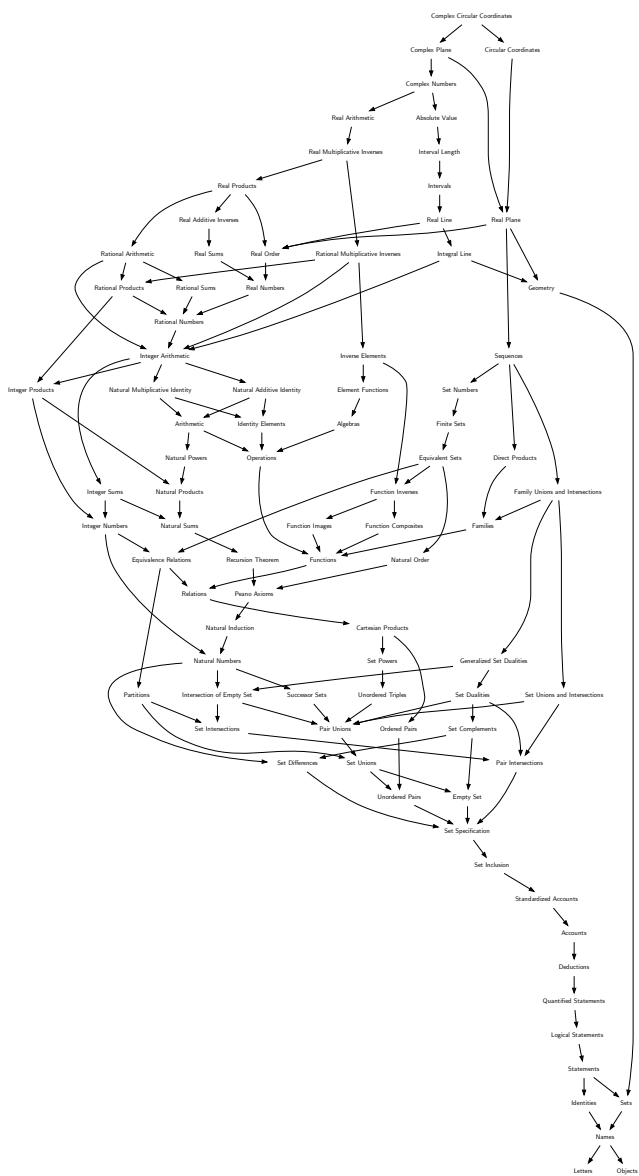 Complex Circular Coordinates
Complex Plane
Circular Coordinates
Complex Numbers
Real Arithmetic
Absolute Value
Real Multiplicative Inverses
Interval Length
Real Products
Intervals
Real Additive Inverses
Real Line
Real Plane
Rational Arithmetic
Real Sums
Real Order
Rational Multiplicative Inverses
Integral Line
Rational Products
Rational Sums
Real Numbers
Geometry
Rational Numbers
Integer Arithmetic
Inverse Elements
Sequences
Integer Products
Natural Multiplicative Identity
Natural Additive Identity
Element Functions
Set Numbers
Arithmetic
Identity Elements
Algebras
Finite Sets
Natural Powers
Operations
Equivalent Sets
Direct Products
Integer Sums
Natural Products
Function Inverses
Family Unions and Intersections
Integer Numbers
Natural Sums
Function Images
Function Composites
Families
Equivalence Relations
Recursion Theorem
Functions
Natural Order
Relations
Peano Axioms
Natural Induction
Cartesian Products
Natural Numbers
Set Powers
Generalized Set Dualities
Partitions
Intersection of Empty Set
Successor Sets
Unordered Triples
Set Dualities
Set Unions and Intersections
Set Intersections
Pair Unions
Ordered Pairs
Set Complements
Set Differences
Set Unions
Pair Intersections
Unordered Pairs
Empty Set
Set Specification
Set Inclusion
Standardized Accounts
Accounts
Deductions
Quantified Statements
Logical Statements
Statements
Identities
Sets
Names
Letters
Objects